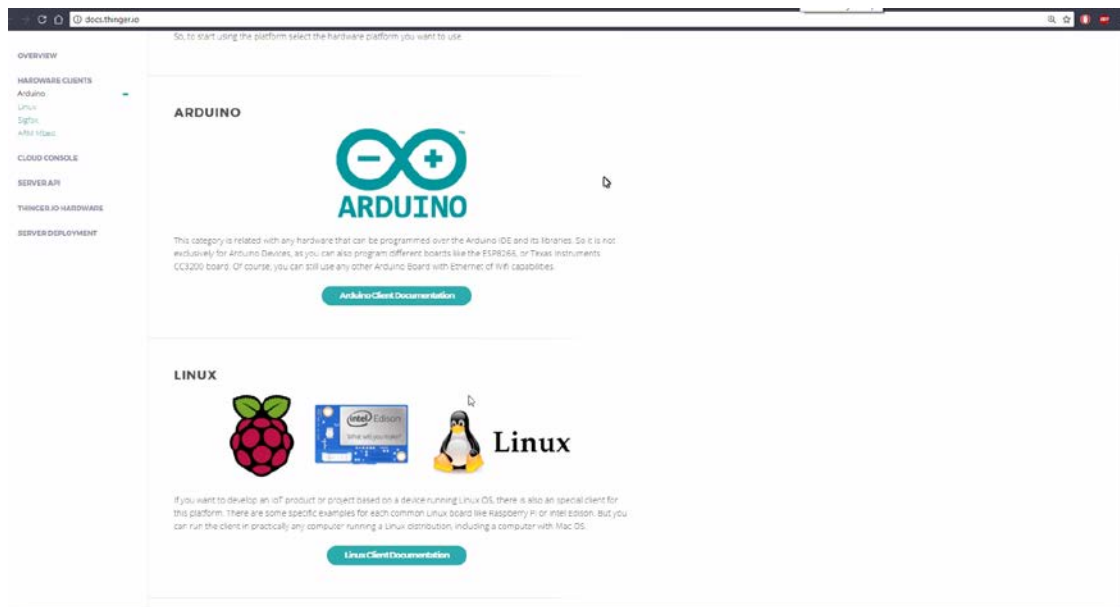 docs.thinger.io
So, to start using the platform select the hardware platform you want to use
OVERVIEW
HARDWARE CLIENTS
Arduino
Linux
Sigfox
ARM Mbed
CLOUD CONSOLE
SERVER API
THINGER.IO HARDWARE
SERVER DEPLOYMENT
ARDUINO
ARDUINO
TM
This category is related with any hardware that can be programmed over the Arduino IDE and its libraries. So it is not
exclusively for Arduino Devices, as you can also program different boards like the ESP8266, or Texas Instruments
CC3200 board. Of course, you can still use any other Arduino Board with Ethernet of Wifi capabilities.
Arduino Client Documentation
LINUX
intel Edison
What will you make?
Linux
If you want to develop an IoT product or project based on a device running Linux OS, there is also an special client for
this platform. There are some specific examples for each common Linux board like Raspberry Pi or Intel Edison. But you
can run the client in practically any computer running a Linux distribution, including a computer with Mac OS.
Linux Client Documentation